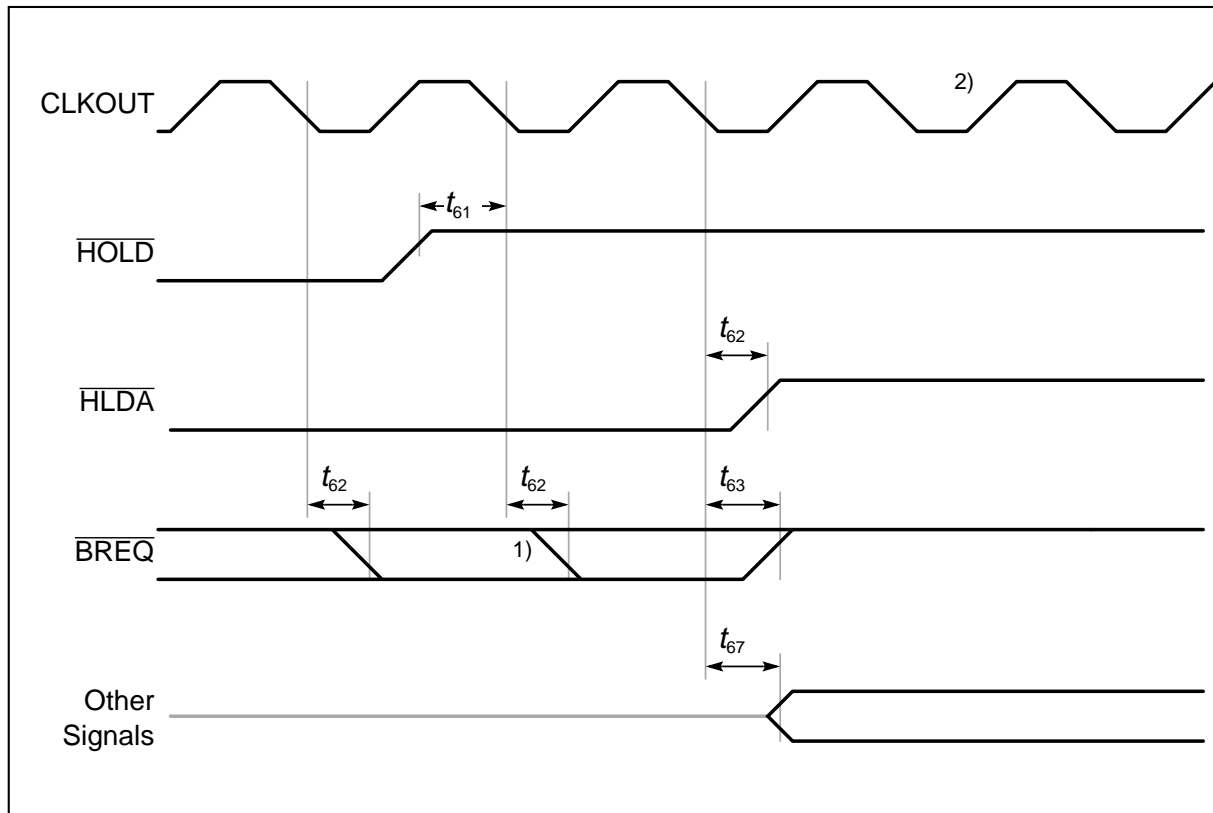 CLKOUT
2)
t61
HOLD
t62
HLDA
t62
t62
t63
BREQ
1)
t67
Other
Signals